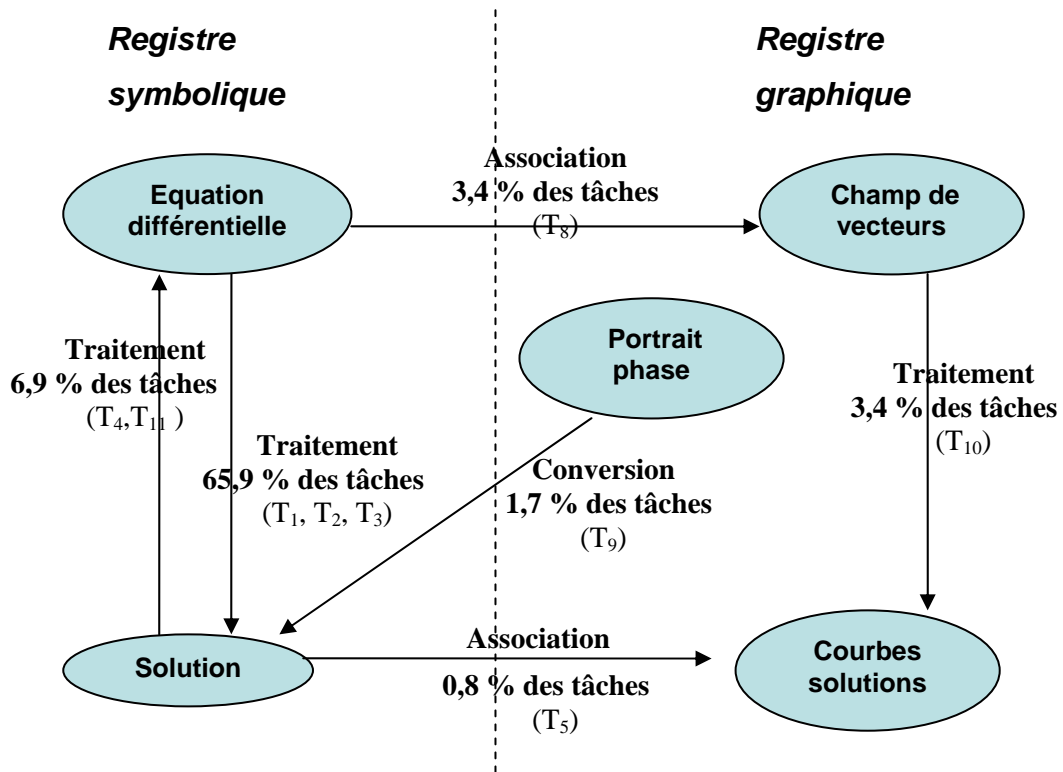 Registre
symbolique
Registre
graphique
Equation
différentielle
Association
3,4 % des tâches
(T8)
Champ de
vecteurs
Portrait
phase
Traitement
6,9 % des tâches
(T4,T11 )
Traitement
65,9 % des tâches
(T1, T2, T3)
Conversion
1,7 % des tâches
(T9)
Traitement
3,4 % des tâches
(T10)
Solution
Association
0,8 % des tâches
(T5)
Courbes
solutions